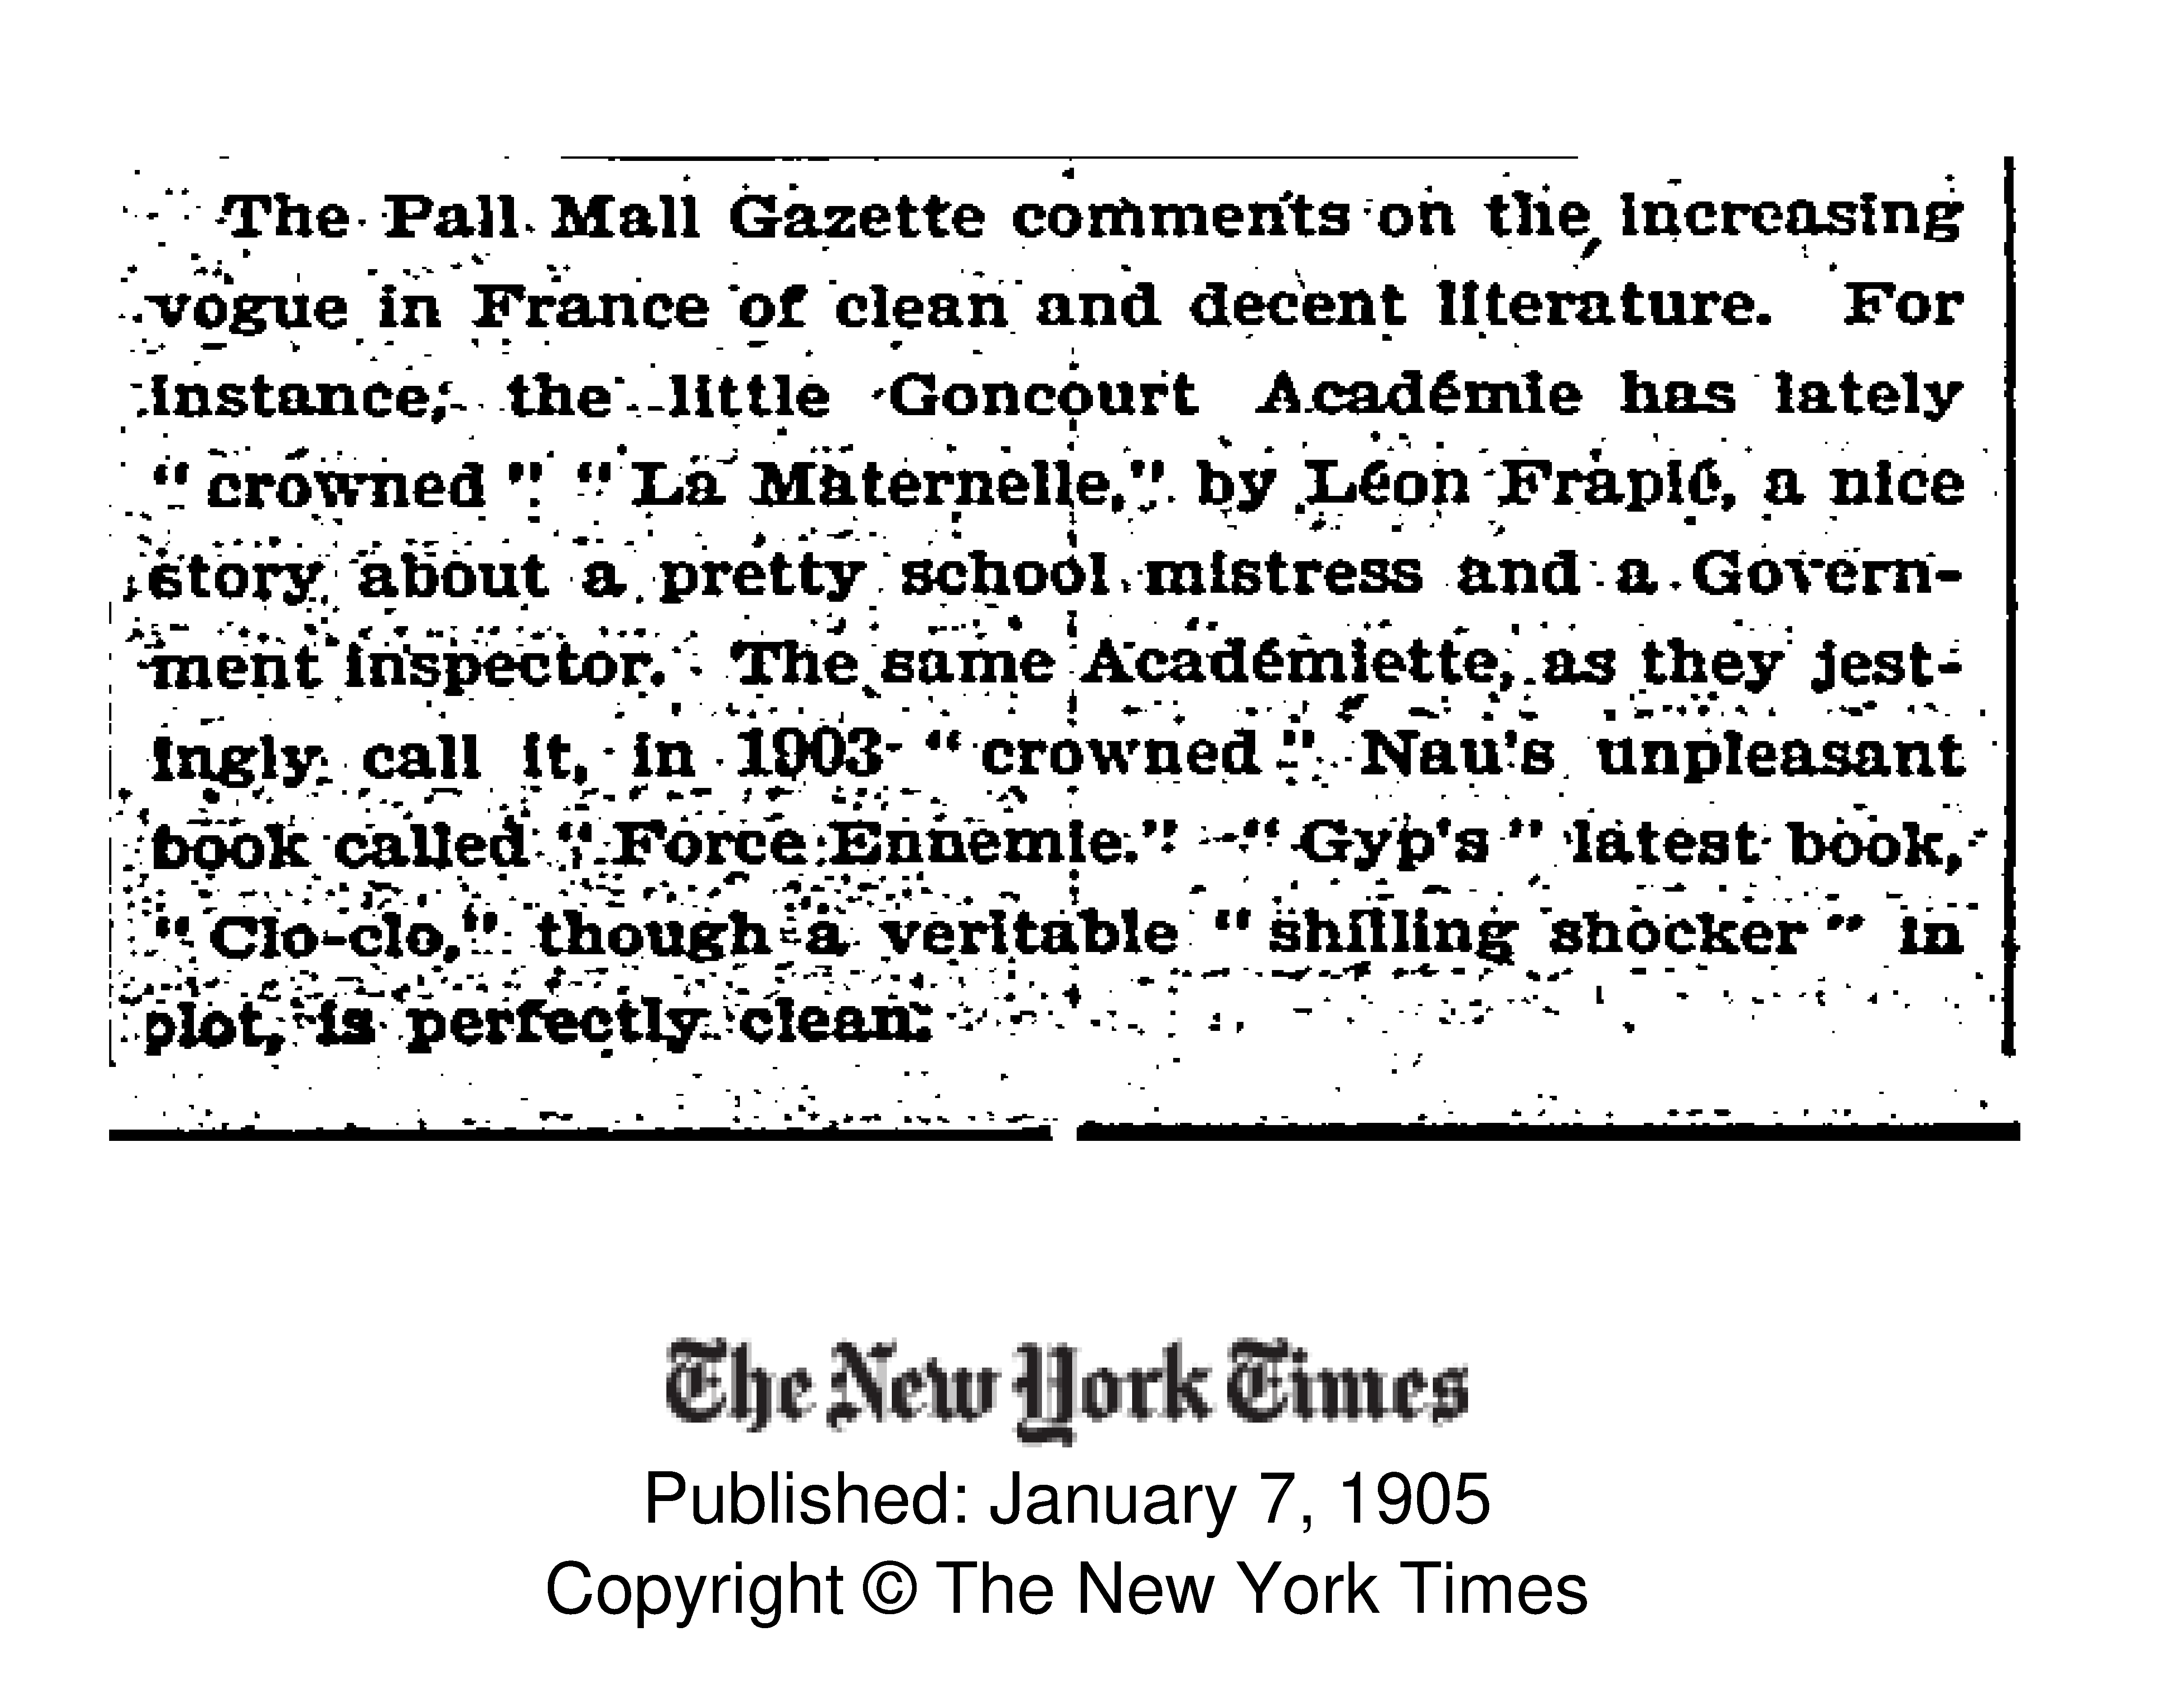 The Pall Mall Gazette comments on the increasing
vogue in France of clean and decent literature. For
instance, the little Goncourt Académie has lately
"crowned" "La Maternelle," by Léon Frapié, a nice
story about a pretty school mistress and a Govern-
ment inspector. The same Académiette, as they jest-
ingly call it, in 1903 "crowned" Nau's unpleasant
book called "Force Ennemie." "Gyp's" latest book,
"Clo-clo," though a veritable "shilling shocker" in
plot, is perfectly clean.
The New York Times
Published: January 7, 1905
Copyright © The New York Times